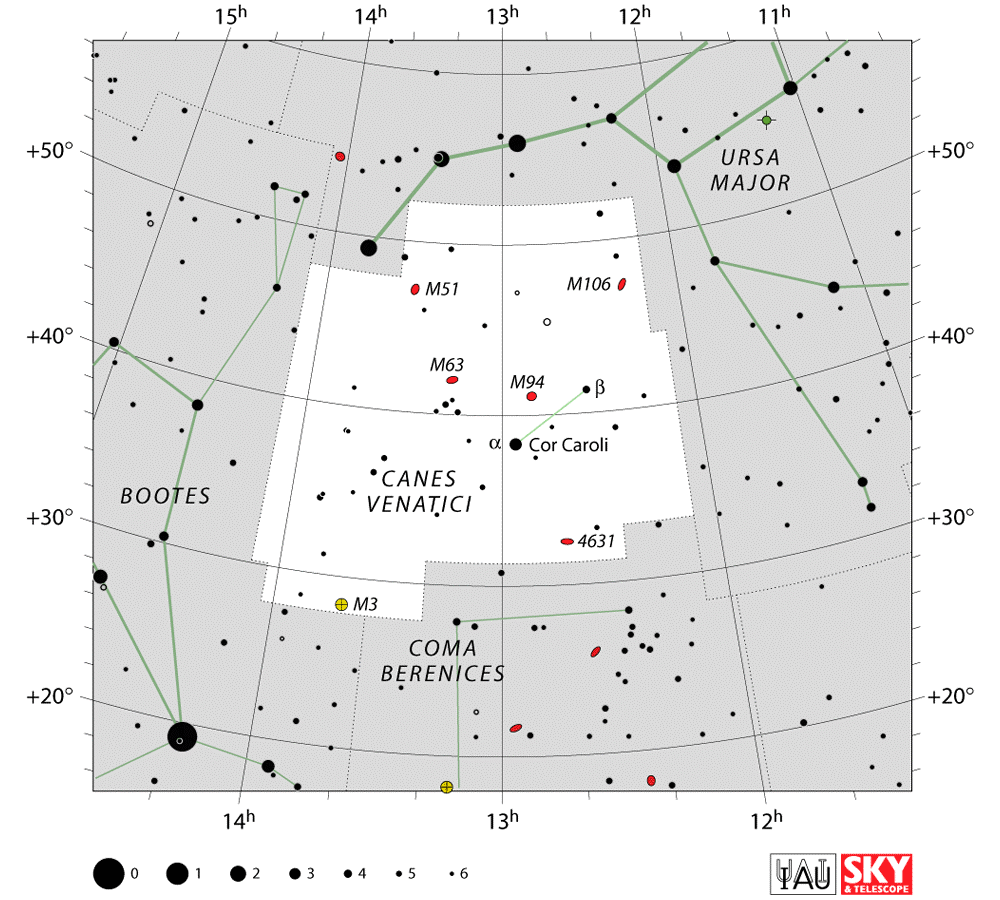 15h 14h 13h 12h 11h
+50° +50°
URSA
MAJOR
M51 M106
+40° +40°
M63
M94
β
α Cor Caroli
CANES
VENATICI
BOOTES
+30° +30°
4631
M3
COMA
BERENICES
+20° +20°
14h 13h 12h
0 1 2 3 4 5 6
IAU
SKY
& TELESCOPE